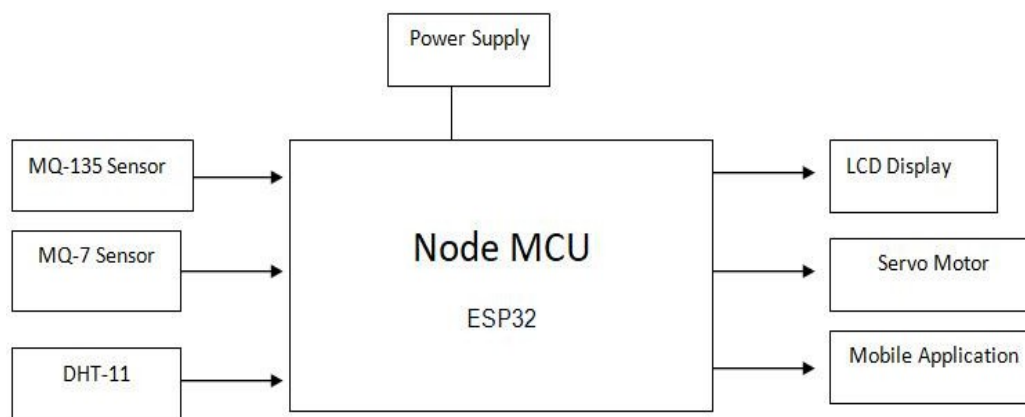 Power Supply
MQ-135 Sensor
LCD Display
MQ-7 Sensor
Node MCU
Servo Motor
ESP32
DHT-11
Mobile Application